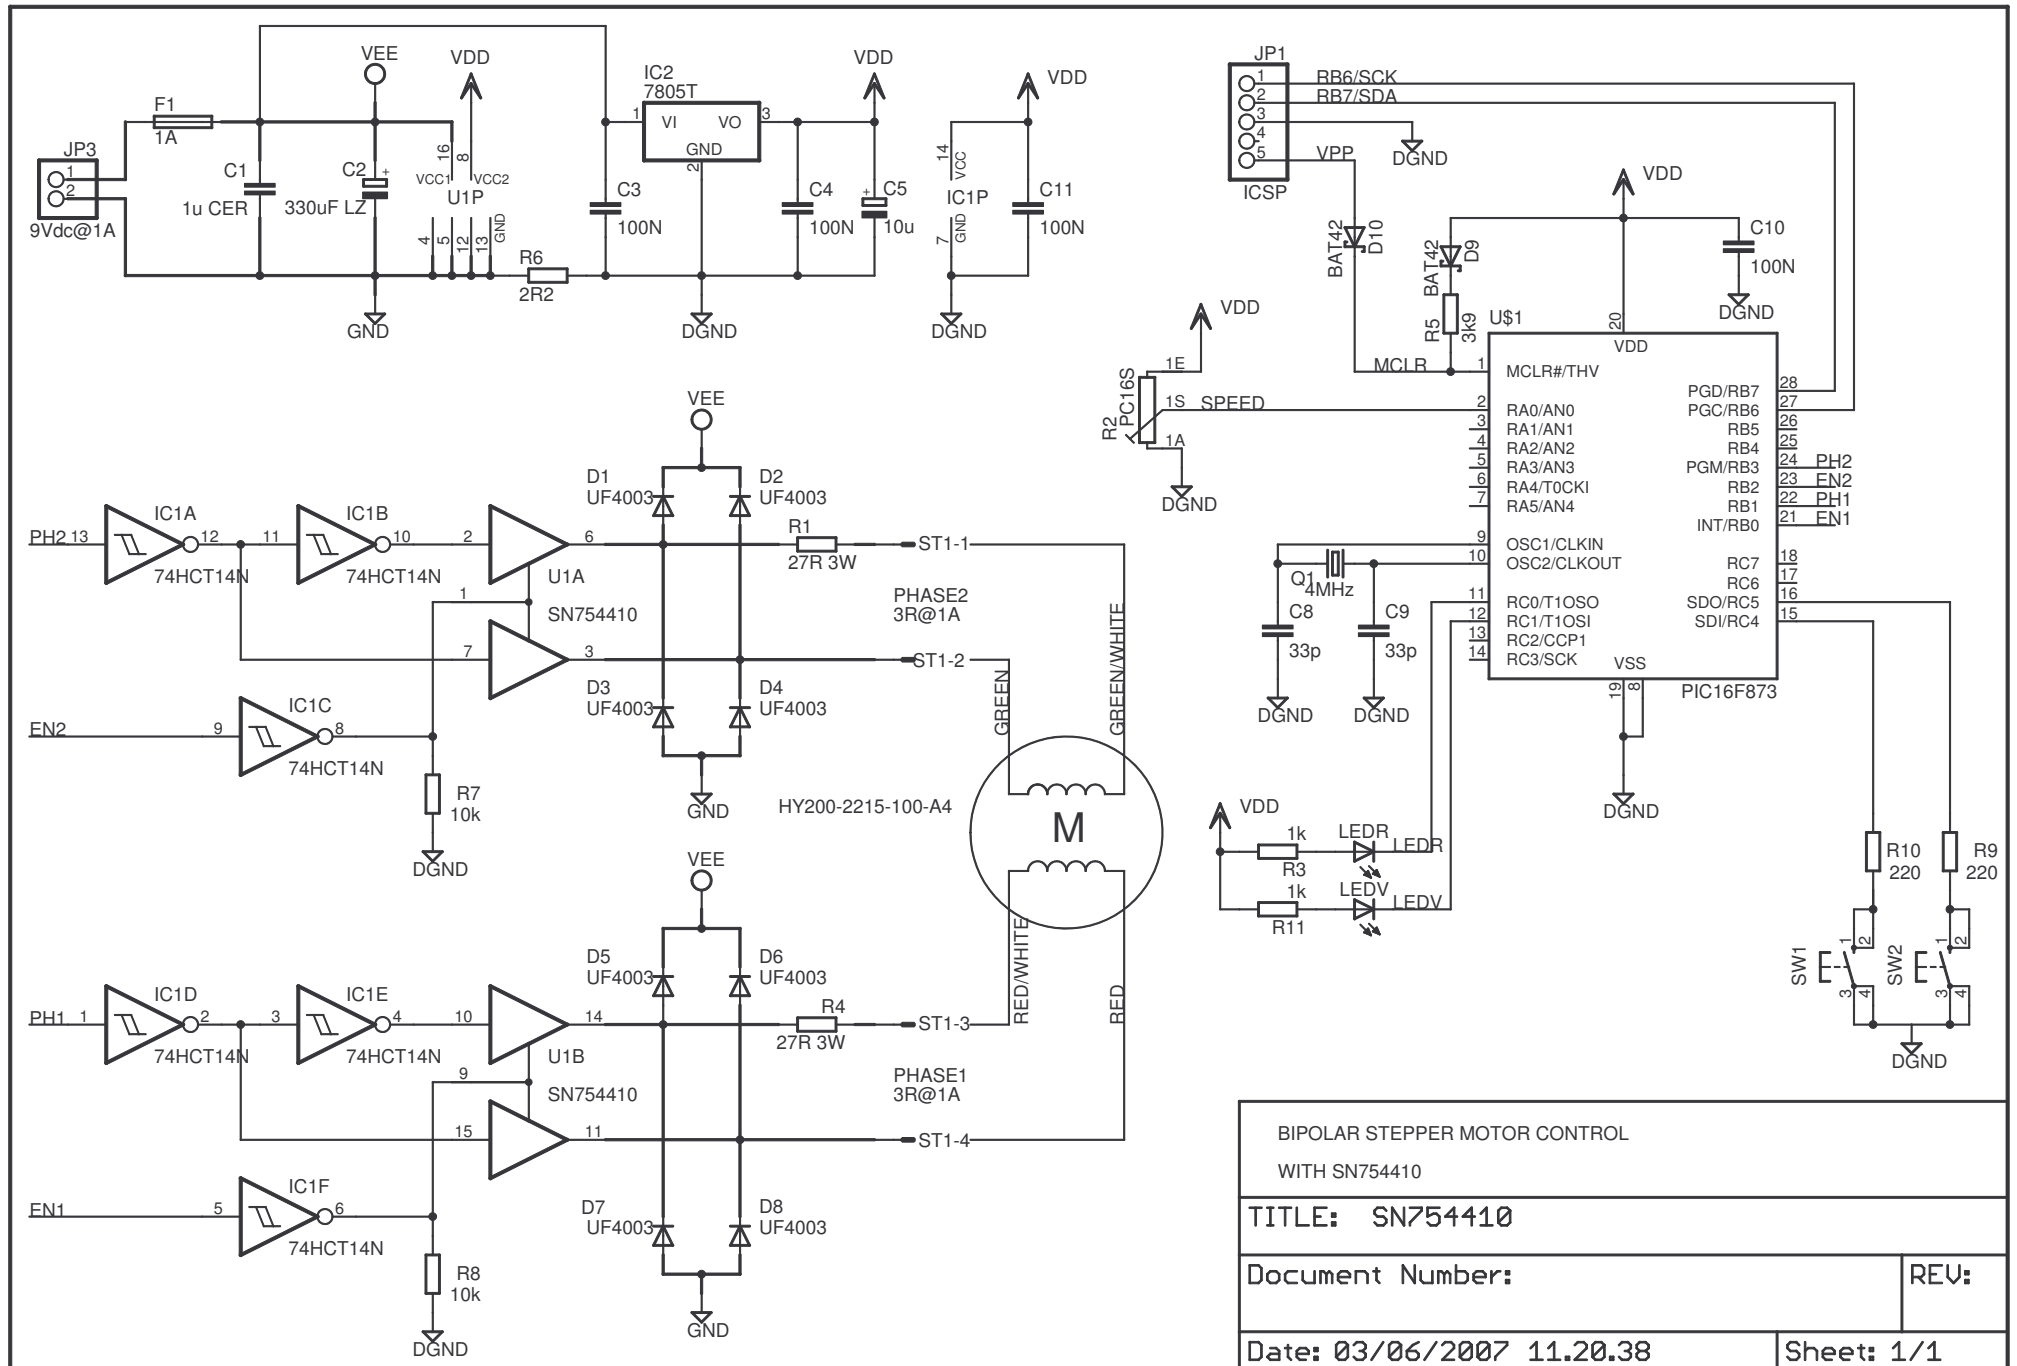 VEE
VDD
IC2
7805T
VDD
VDD
F1
1A
1
VI
VO
3
GND
2
JP3
1
2
9Vdc@1A
C1
1u CER
C2
+
330uF LZ
16
8
VCC1
VCC2
U1P
4
5
12
13
GND
GND
R6
2R2
C3
100N
DGND
C4
100N
+
C5
10u
14
VCC
IC1P
7
GND
DGND
C11
100N
JP1
1
2
3
4
5
ICSP
RB6/SCK
RB7/SDA
DGND
VPP
BAT42
D10
BAT42
D9
R5
3k9
MCLR
VDD
C10
100N
DGND
VDD
1E
R2
PC16S
1S
SPEED
1A
DGND
U$1
20
VDD
1
MCLR#/THV
2
RA0/AN0
3
RA1/AN1
4
RA2/AN2
5
RA3/AN3
6
RA4/T0CKI
7
RA5/AN4
9
OSC1/CLKIN
10
OSC2/CLKOUT
11
RC0/T1OSO
12
RC1/T1OSI
13
RC2/CCP1
14
RC3/SCK
PGD/RB7
28
PGC/RB6
27
RB5
26
RB4
25
PGM/RB3
24
PH2
RB2
23
EN2
RB1
22
PH1
INT/RB0
21
EN1
RC7
18
RC6
17
SDO/RC5
16
SDI/RC4
15
VSS
19
8
PIC16F873
DGND
Q1
4MHz
C8
33p
C9
33p
DGND
DGND
VEE
D1
UF4003
D2
UF4003
PH2
13
IC1A
12
74HCT14N
11
IC1B
10
74HCT14N
2
6
U1A
1
SN754410
7
3
R1
27R 3W
ST1-1
PHASE2
3R@1A
ST1-2
D3
UF4003
D4
UF4003
GND
EN2
9
IC1C
8
74HCT14N
R7
10k
DGND
GREEN
GREEN/WHITE
HY200-2215-100-A4
M
RED/WHITE
RED
VDD
1k
R3
LEDR
LEDR
1k
R11
LEDV
LEDV
R10
220
R9
220
SW1
1
2
3
4
SW2
1
2
3
4
DGND
VEE
D5
UF4003
D6
UF4003
PH1
1
IC1D
2
74HCT14N
3
IC1E
4
74HCT14N
10
14
U1B
9
SN754410
15
11
R4
27R 3W
ST1-3
PHASE1
3R@1A
ST1-4
D7
UF4003
D8
UF4003
GND
EN1
5
IC1F
6
74HCT14N
R8
10k
DGND
BIPOLAR STEPPER MOTOR CONTROL
WITH SN754410
TITLE: SN754410
Document Number:
REV:
Date: 03/06/2007 11.20.38
Sheet: 1/1